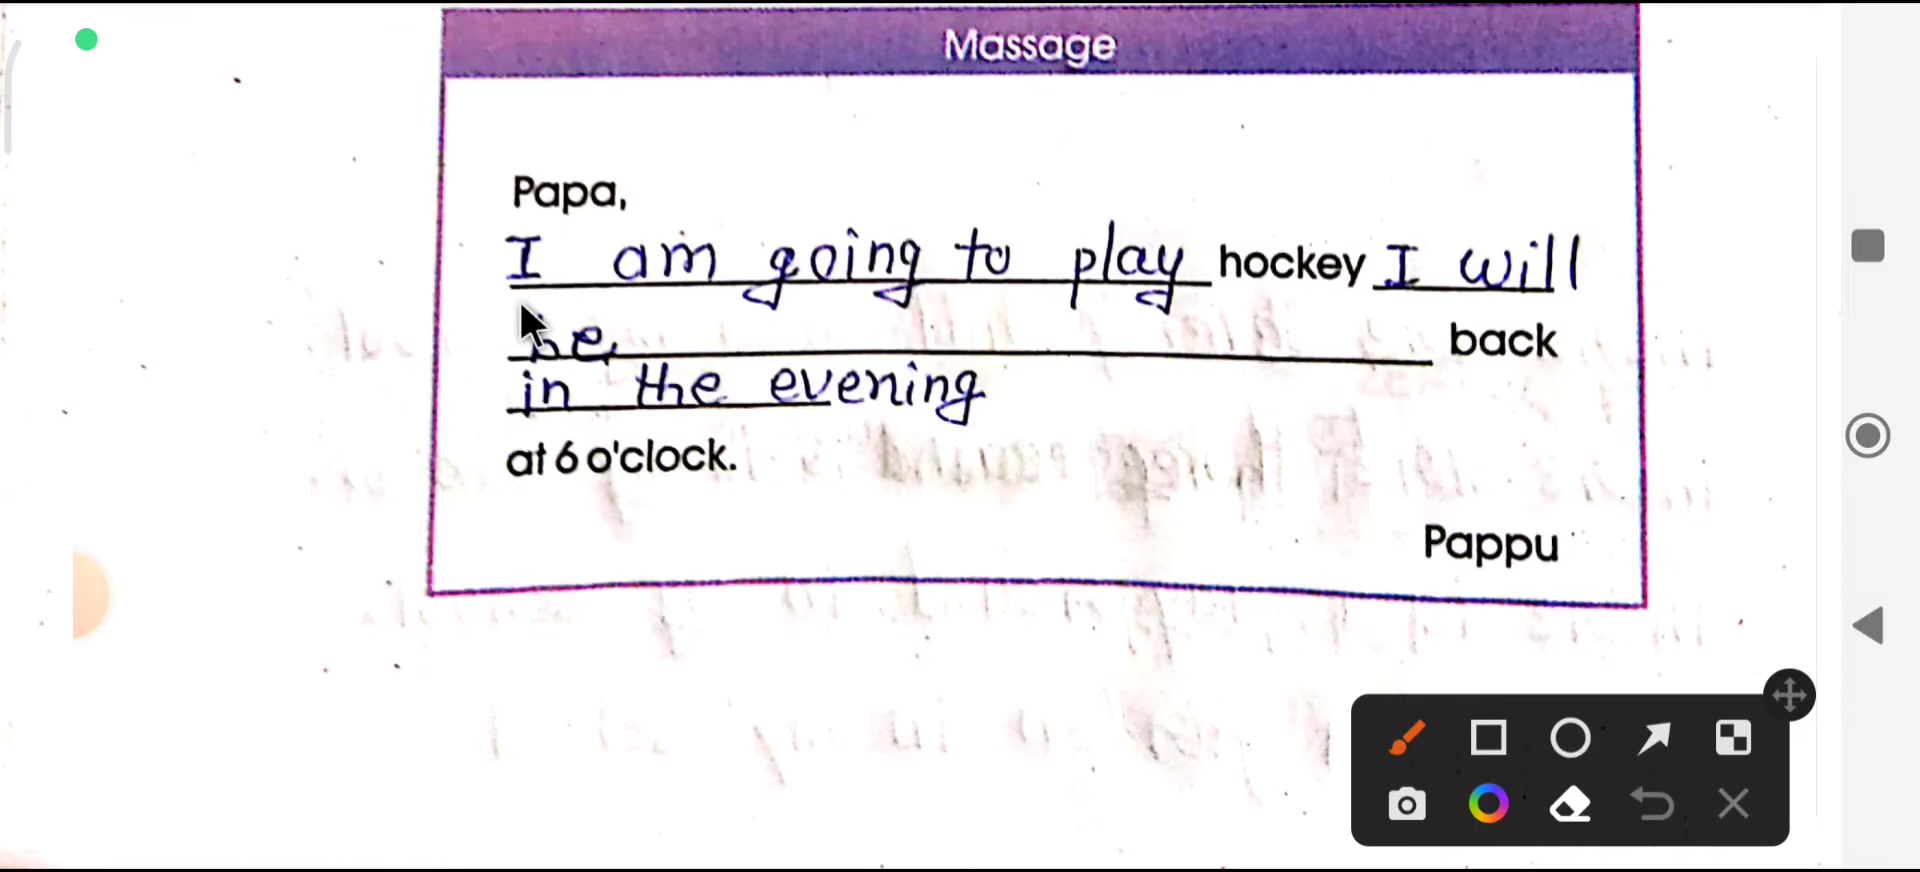 Massage
Papa,
I am going to play hockey I will
be back
in the evening
at 6 o'clock.
Pappu